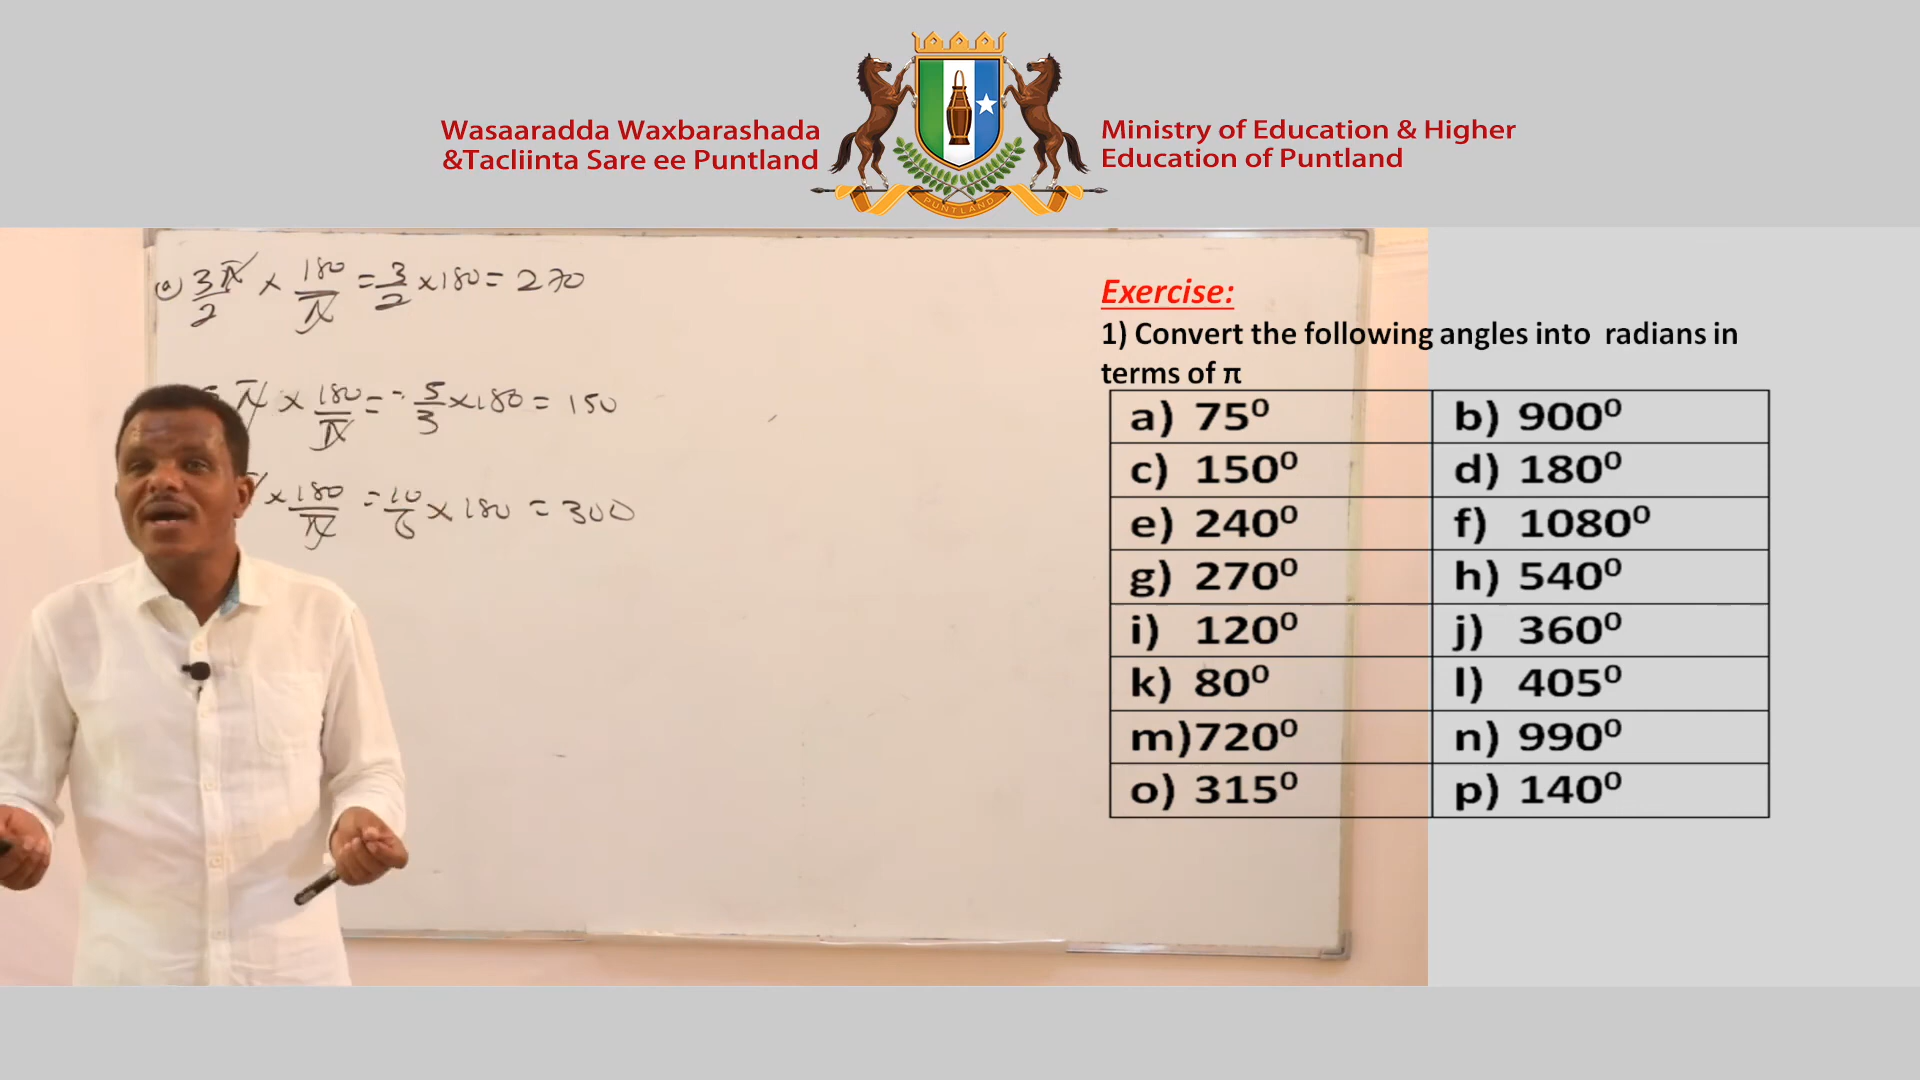 Wasaaradda Waxbarashada
&Tacliinta Sare ee Puntland
PUNTLAND
Ministry of Education & Higher
Education of Puntland
a) 3π/2 × 180/π = 3/2 × 180 = 270
π × 180/π = - 5/3 × 180 = 150
× 180/π = 10/6 × 180 = 300
Exercise:
1) Convert the following angles into radians in
terms of π
a) 75⁰ b) 900⁰
c) 150⁰ d) 180⁰
e) 240⁰ f) 1080⁰
g) 270⁰ h) 540⁰
i) 120⁰ j) 360⁰
k) 80⁰ l) 405⁰
m)720⁰ n) 990⁰
o) 315⁰ p) 140⁰